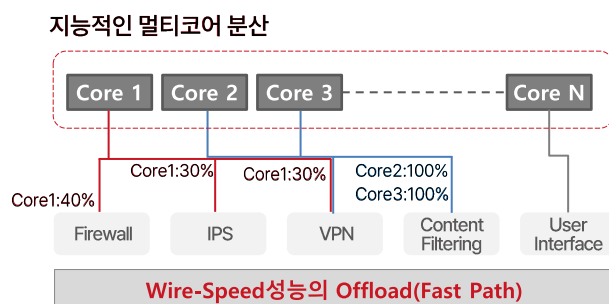 지능적인 멀티코어 분산
Core 1
Core 2
Core 3
Core N
Core1:40%
Core1:30%
Core1:30%
Core2:100%
Core3:100%
Firewall
IPS
VPN
Content
Filtering
User
Interface
Wire-Speed성능의 Offload(Fast Path)